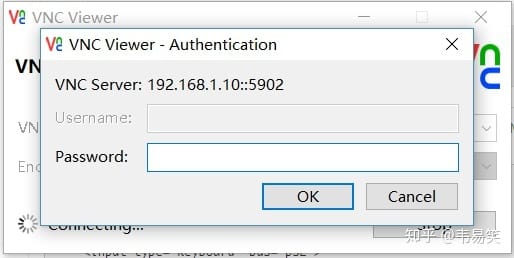 VNC Viewer
VNC Viewer - Authentication
VNC Server: 192.168.1.10::5902
Username:
Password:
OK
Cancel
Connecting...
知乎 @韦易笑